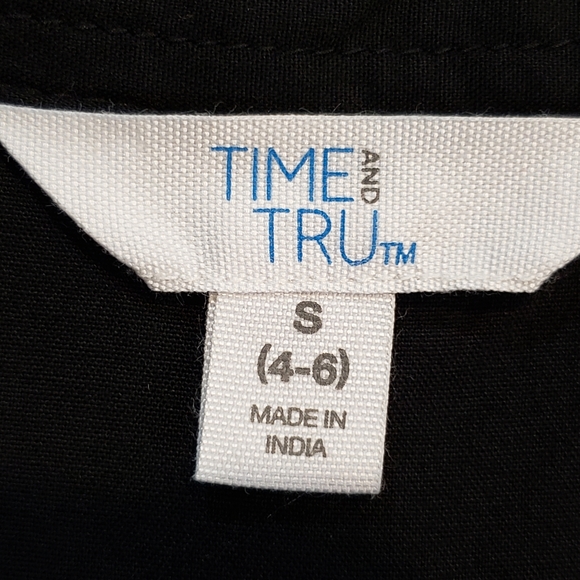 TIME AND
TRU™
S
(4-6)
MADE IN
INDIA